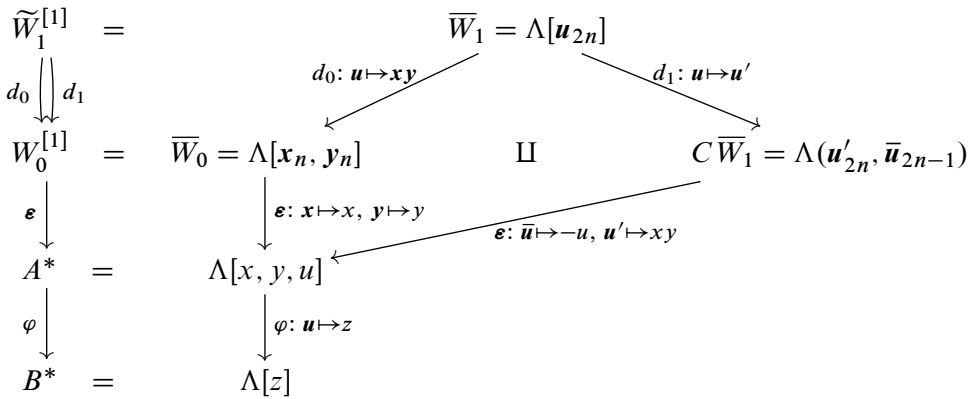 W̃₁^[1] = W̅₁ = Λ[𝒖₂ₙ]
d₀ d₁ d₀: 𝒖↦𝒙𝒚 d₁: 𝒖↦𝒖′
W₀^[1] = W̅₀ = Λ[𝒙ₙ, 𝒚ₙ] ⨿ CW̅₁ = Λ(𝒖′₂ₙ, 𝒖̅₂ₙ₋₁)
𝜺 𝜺: 𝒙↦x, 𝒚↦y 𝜺: 𝒖̅↦−u, 𝒖′↦xy
A* = Λ[x, y, u]
φ φ: 𝒖↦z
B* = Λ[z]